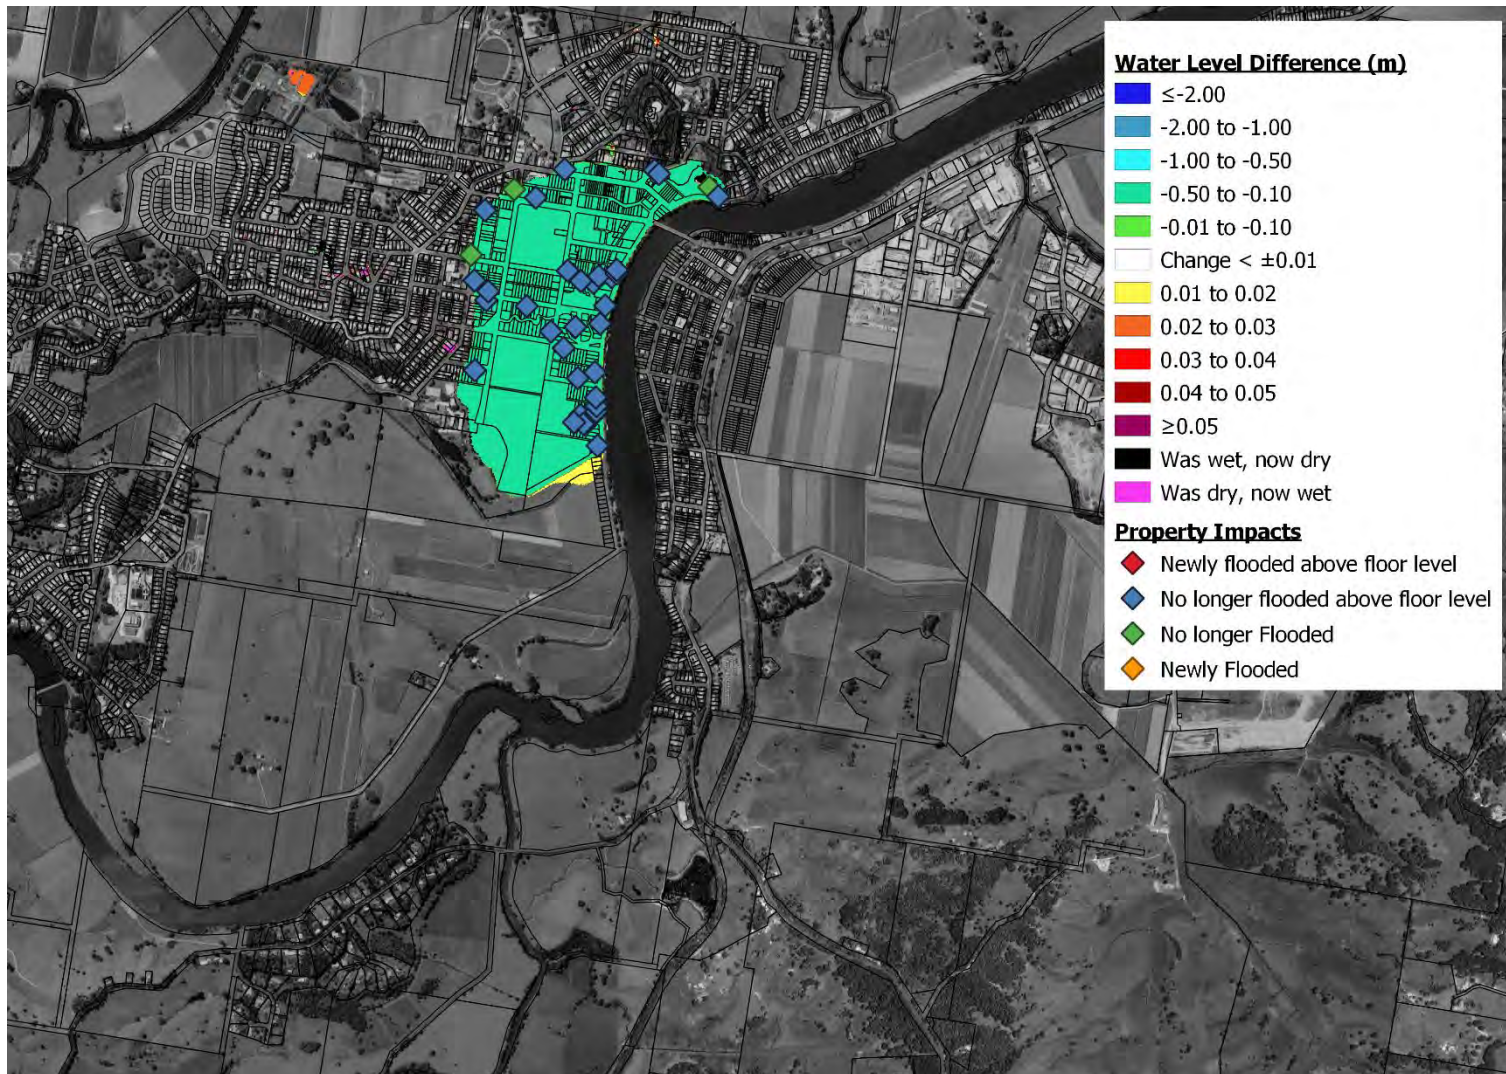 Water Level Difference (m)
≤-2.00
-2.00 to -1.00
-1.00 to -0.50
-0.50 to -0.10
-0.01 to -0.10
Change < ±0.01
0.01 to 0.02
0.02 to 0.03
0.03 to 0.04
0.04 to 0.05
≥0.05
Was wet, now dry
Was dry, now wet
Property Impacts
Newly flooded above floor level
No longer flooded above floor level
No longer Flooded
Newly Flooded